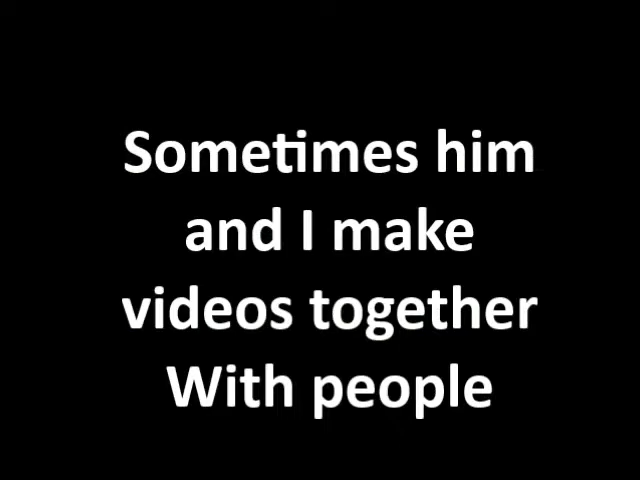 Sometimes him
and I make
videos together
With people